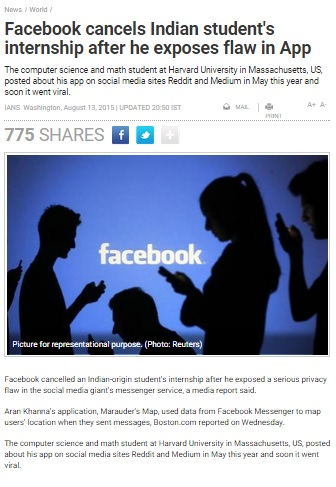 News / World /
Facebook cancels Indian student's
internship after he exposes flaw in App
The computer science and math student at Harvard University in Massachusetts, US,
posted about his app on social media sites Reddit and Medium in May this year and
soon it went viral.
IANS Washington, August 13, 2015 | UPDATED 20:50 IST
MAIL
PRINT
A+ A-
775 SHARES
facebook
Picture for representational purpose. (Photo: Reuters)
Facebook cancelled an Indian-origin student's internship after he exposed a serious privacy
flaw in the social media giant's messenger service, a media report said.
Aran Khanna's application, Marauder's Map, used data from Facebook Messenger to map
users' location when they sent messages, Boston.com reported on Wednesday.
The computer science and math student at Harvard University in Massachusetts, US, posted
about his app on social media sites Reddit and Medium in May this year and soon it went
viral.